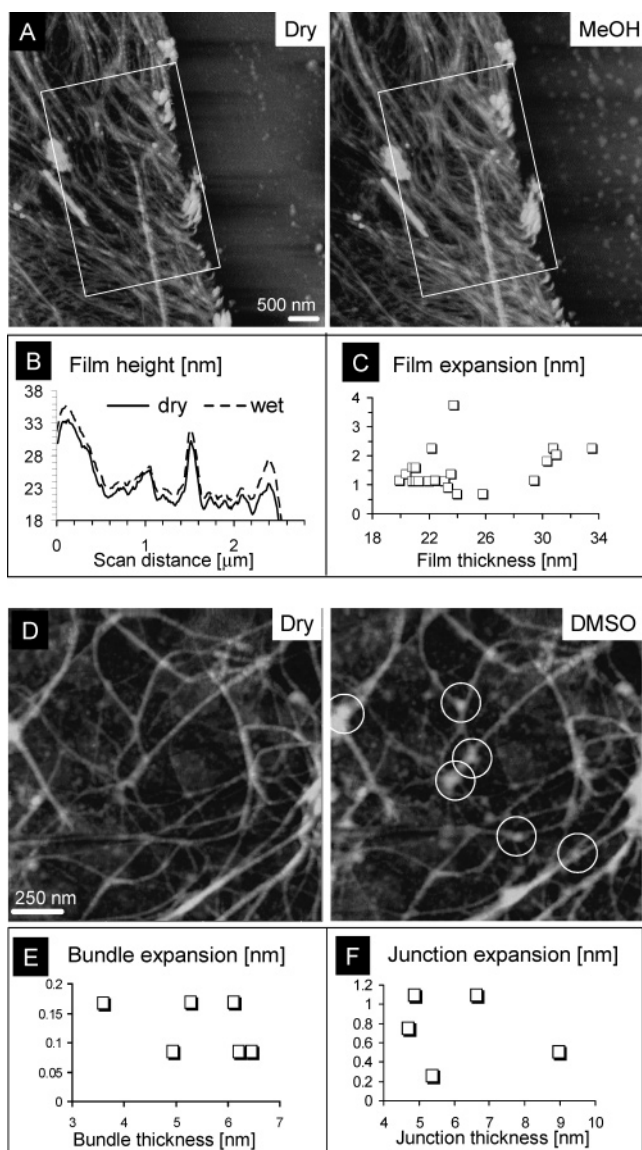 A
Dry
MeOH
500 nm
B
Film height [nm]
38
33
28
23
18
dry
wet
0
1
2
Scan distance [μm]
C
Film expansion [nm]
4
3
2
1
0
18
22
26
30
34
Film thickness [nm]
D
Dry
DMSO
250 nm
E
Bundle expansion [nm]
0.2
0.15
0.1
0.05
0
3
4
5
6
7
Bundle thickness [nm]
F
Junction expansion [nm]
1.2
1
0.8
0.6
0.4
0.2
0
4
5
6
7
8
9
10
Junction thickness [nm]